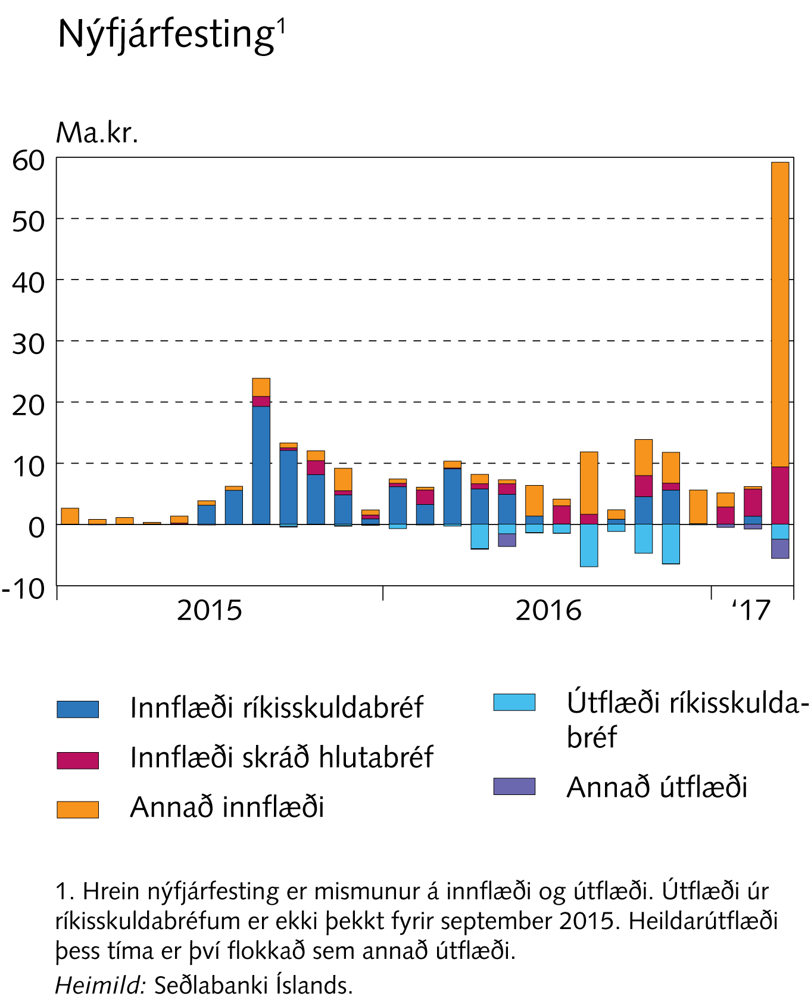 Nýfjárfesting¹
Ma.kr.
60
50
40
30
20
10
0
-10
2015 2016 ‘17
Innflæði ríkisskuldabréf
Innflæði skráð hlutabréf
Annað innflæði
Útflæði ríkisskulda-
bréf
Annað útflæði
1. Hrein nýfjárfesting er mismunur á innflæði og útflæði. Útflæði úr
ríkisskuldabréfum er ekki þekkt fyrir september 2015. Heildarútflæði
þess tíma er því flokkað sem annað útflæði.
Heimild: Seðlabanki Íslands.